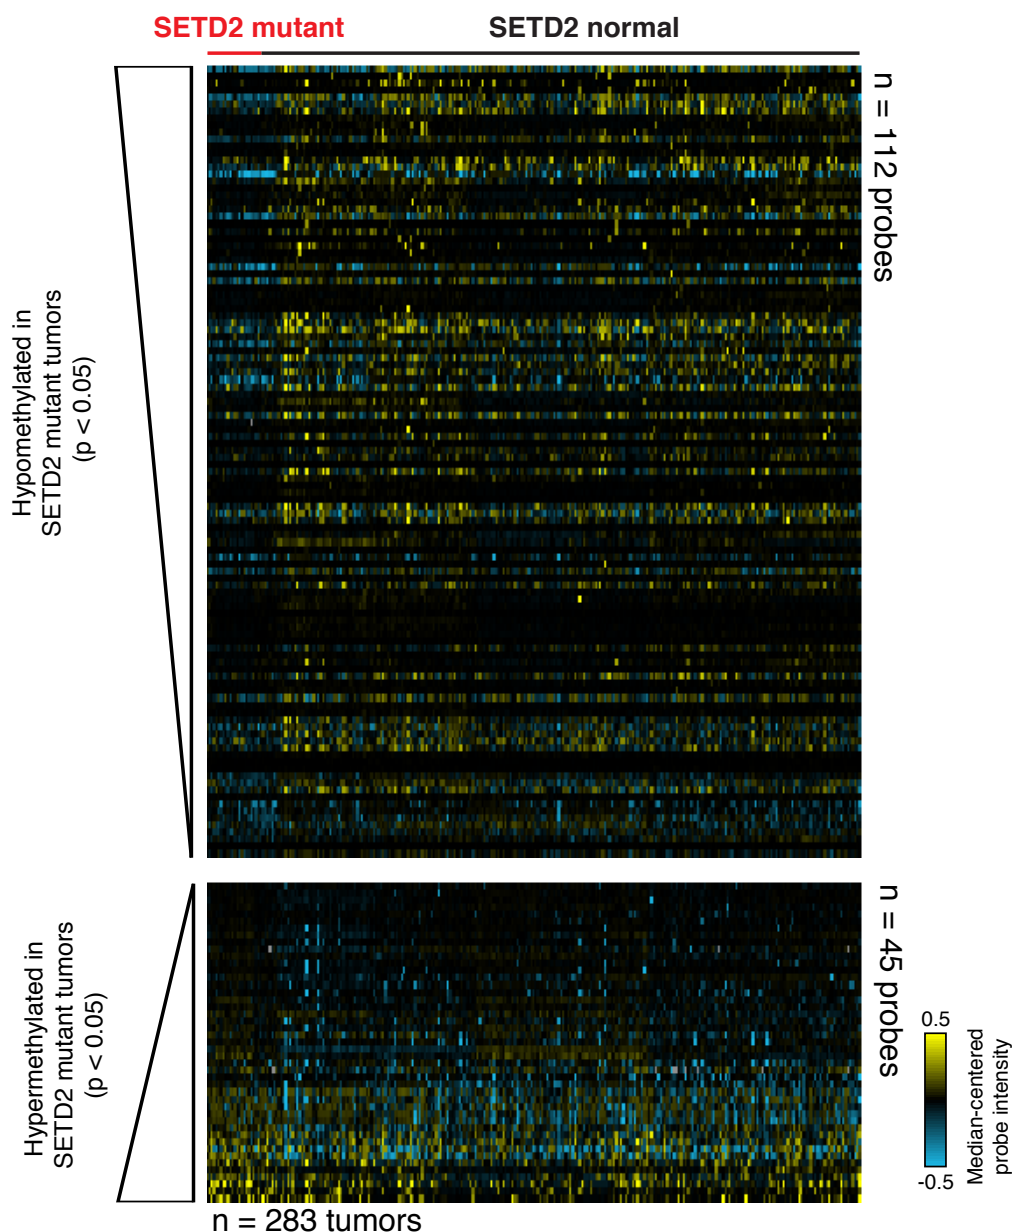 SETD2 mutant
SETD2 normal
n = 112 probes
Hypomethylated in
SETD2 mutant tumors
(p < 0.05)
n = 45 probes
Hypermethylated in
SETD2 mutant tumors
(p < 0.05)
0.5
-0.5
Median-centered
probe intensity
n = 283 tumors